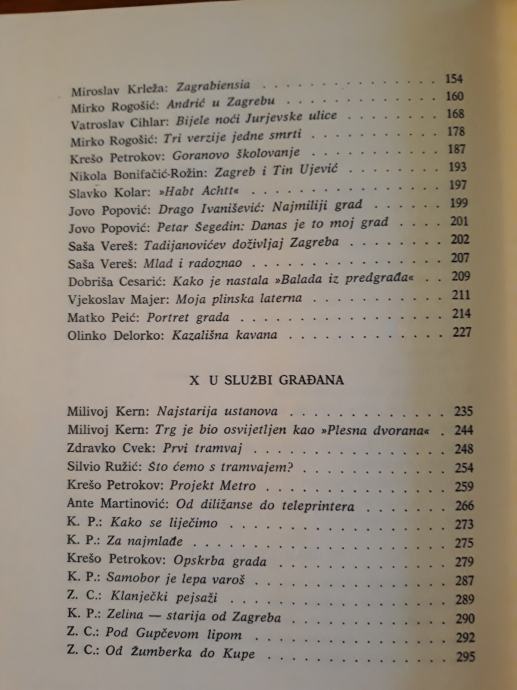 Miroslav Krleža: Zagrabiensia . . . . . . . . . . . . . . . 154
Mirko Rogošić: Andrić u Zagrebu . . . . . . . . . . . . . 160
Vatroslav Cihlar: Bijele noći Jurjevske ulice . . . . . . . . 168
Mirko Rogošić: Tri verzije jedne smrti . . . . . . . . . . . 178
Krešo Petrokov: Goranovo školovanje . . . . . . . . . . . 187
Nikola Bonifačić-Rožin: Zagreb i Tin Ujević . . . . . . . . 193
Slavko Kolar: »Habt Acht« . . . . . . . . . . . . . . . . 197
Jovo Popović: Drago Ivanišević: Najmiliji grad . . . . . . . 199
Jovo Popović: Petar Šegedin: Danas je to moj grad . . . . . 201
Saša Vereš: Tadijanovićev doživljaj Zagreba . . . . . . . . 202
Saša Vereš: Mlad i radoznao . . . . . . . . . . . . . . . 207
Dobriša Cesarić: Kako je nastala »Balada iz predgrađa« . . 209
Vjekoslav Majer: Moja plinska laterna . . . . . . . . . . . 211
Matko Peić: Portret grada . . . . . . . . . . . . . . . . 214
Olinko Delorko: Kazališna kavana . . . . . . . . . . . . . 227
X U SLUŽBI GRAĐANA
Milivoj Kern: Najstarija ustanova . . . . . . . . . . . . . 235
Milivoj Kern: Trg je bio osvijetljen kao »Plesna dvorana« . 244
Zdravko Cvek: Prvi tramvaj . . . . . . . . . . . . . . . . 248
Silvio Ružić: Što ćemo s tramvajem? . . . . . . . . . . . . 254
Krešo Petrokov: Projekt Metro . . . . . . . . . . . . . . 259
Ante Martinović: Od diližanse do teleprintera . . . . . . . 266
K. P.: Kako se liječimo . . . . . . . . . . . . . . . . . 273
K. P.: Za najmlađe . . . . . . . . . . . . . . . . . . . 275
Krešo Petrokov: Opskrba grada . . . . . . . . . . . . . . 279
K. P.: Samobor je lepa varoš . . . . . . . . . . . . . . . 287
Z. C.: Klanječki pejsaži . . . . . . . . . . . . . . . . . 289
K. P.: Zelina — starija od Zagreba . . . . . . . . . . . . 290
Z. C.: Pod Gupčevom lipom . . . . . . . . . . . . . . . 292
Z. C.: Od Žumberka do Kupe . . . . . . . . . . . . . . . 295